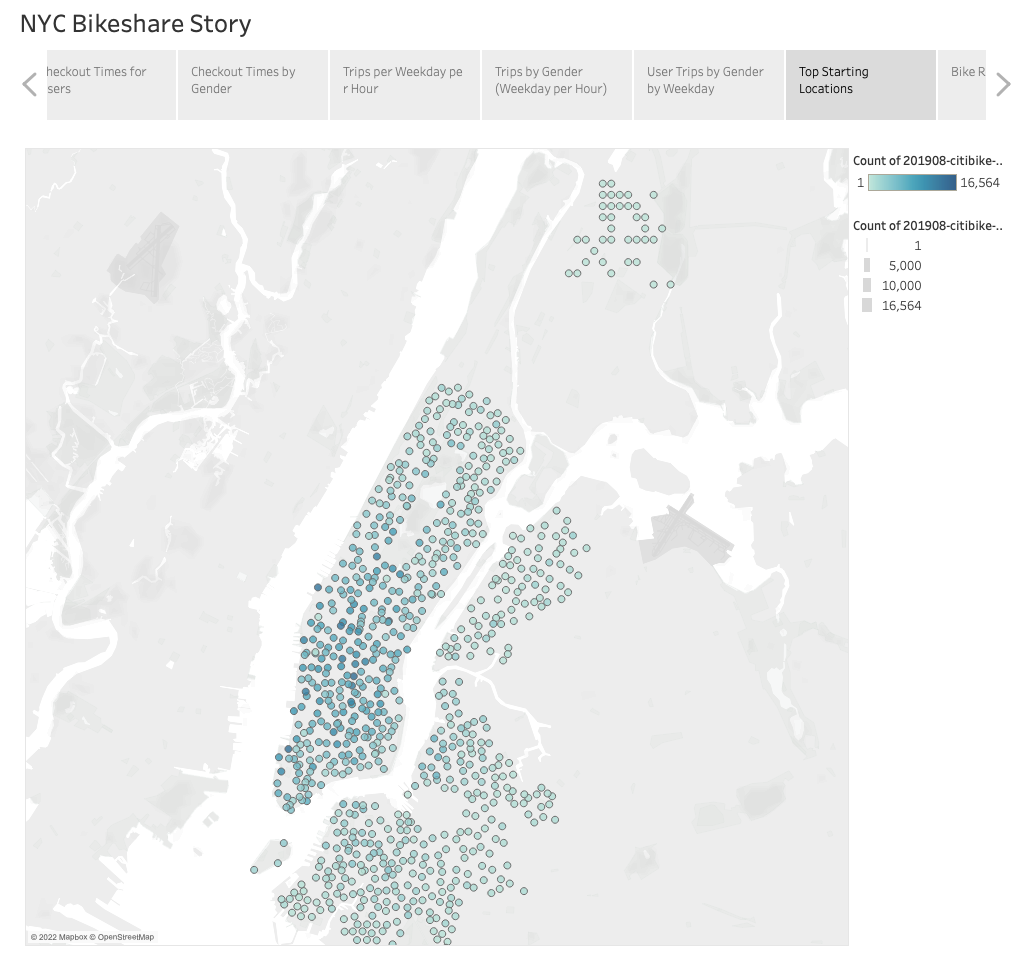 NYC Bikeshare Story
heckout Times for
sers
Checkout Times by
Gender
Trips per Weekday pe
r Hour
Trips by Gender
(Weekday per Hour)
User Trips by Gender
by Weekday
Top Starting
Locations
Bike R
Count of 201908-citibike-..
1
16,564
Count of 201908-citibike-..
1
5,000
10,000
16,564
© 2022 Mapbox © OpenStreetMap